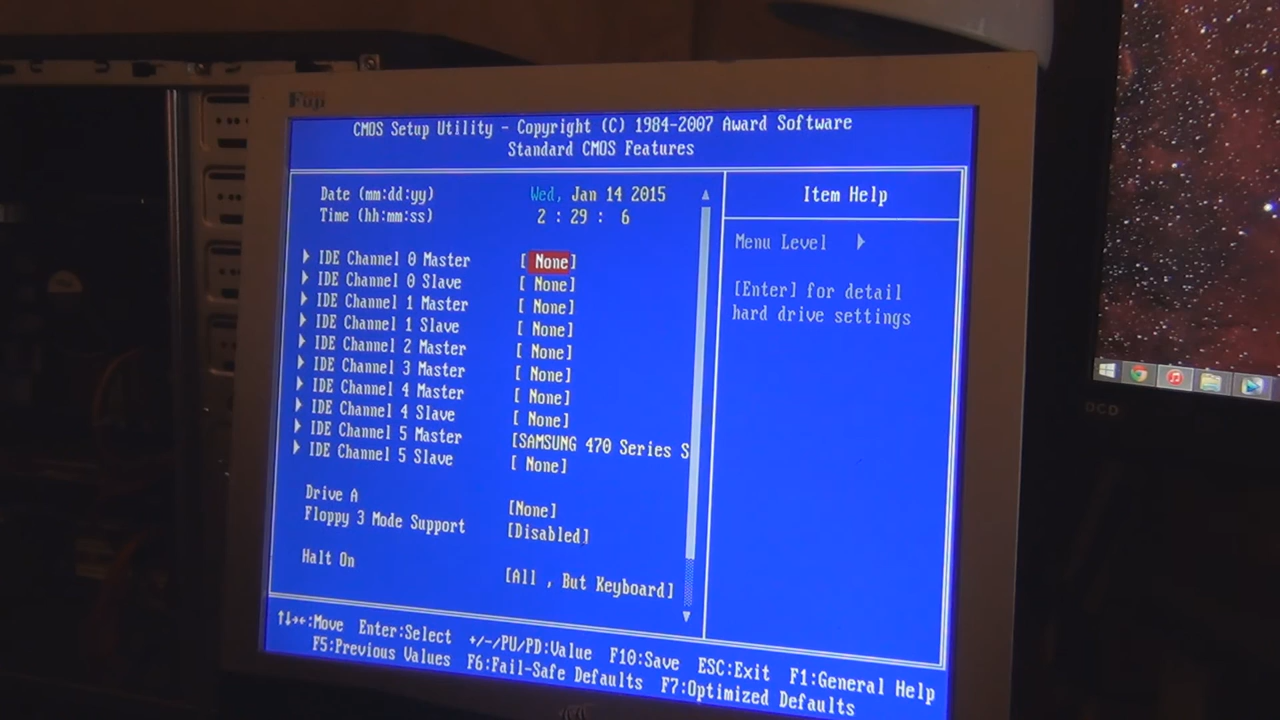 Fuji
CMOS Setup Utility - Copyright (C) 1984-2007 Award Software
Standard CMOS Features
Date (mm:dd:yy) Wed, Jan 14 2015
Time (hh:mm:ss) 2 : 29 : 6
IDE Channel 0 Master [ None]
IDE Channel 0 Slave [ None]
IDE Channel 1 Master [ None]
IDE Channel 1 Slave [ None]
IDE Channel 2 Master [ None]
IDE Channel 3 Master [ None]
IDE Channel 4 Master [ None]
IDE Channel 4 Slave [ None]
IDE Channel 5 Master [SAMSUNG 470 Series S
IDE Channel 5 Slave [ None]
Drive A [None]
Floppy 3 Mode Support [Disabled]
Halt On [All , But Keyboard]
Item Help
Menu Level
[Enter] for detail
hard drive settings
↑↓→←:Move Enter:Select +/-/PU/PD:Value F10:Save ESC:Exit F1:General Help
F5:Previous Values F6:Fail-Safe Defaults F7:Optimized Defaults
OCD